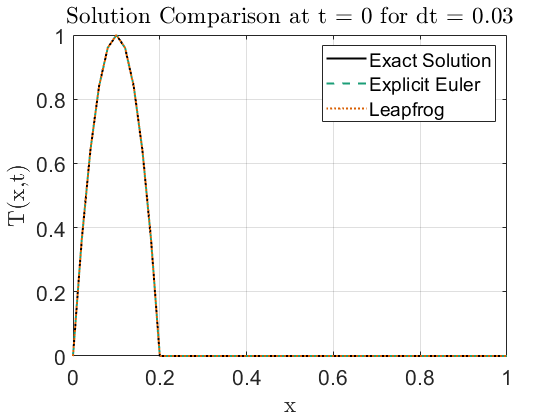 Solution Comparison at t = 0 for dt = 0.03
Exact Solution
Explicit Euler
Leapfrog
T(x,t)
1
0.8
0.6
0.4
0.2
0
0 0.2 0.4 0.6 0.8 1
x